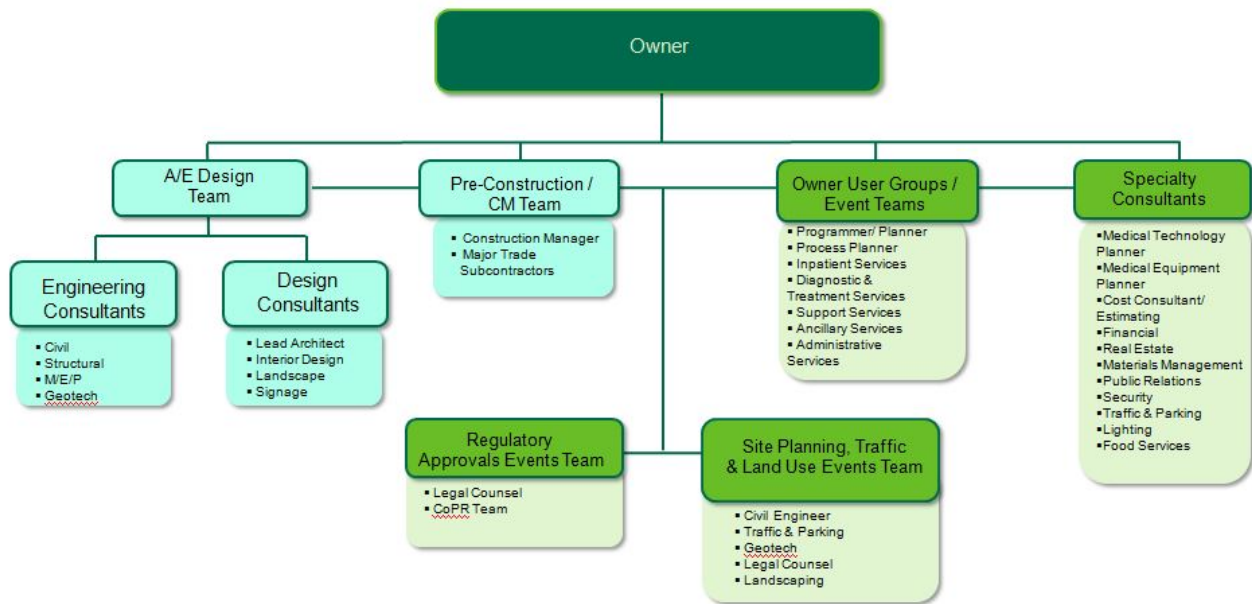 Owner
A/E Design
Team
Pre-Construction /
CM Team
Owner User Groups /
Event Teams
Specialty
Consultants
▪ Construction Manager
▪ Major Trade
Subcontractors
▪ Programmer/ Planner
▪ Process Planner
▪ Inpatient Services
▪ Diagnostic &
Treatment Services
▪ Support Services
▪ Ancillary Services
▪ Administrative
Services
▪Medical Technology
Planner
▪Medical Equipment
Planner
▪Cost Consultant/
Estimating
▪Financial
▪Real Estate
▪Materials Management
▪Public Relations
▪Security
▪Traffic & Parking
▪Lighting
▪Food Services
Engineering
Consultants
▪ Civil
▪ Structural
▪ M/E/P
▪ Geotech
Design
Consultants
▪ Lead Architect
▪ Interior Design
▪ Landscape
▪ Signage
Regulatory
Approvals Events Team
▪ Legal Counsel
▪ CoPR Team
Site Planning, Traffic
& Land Use Events Team
▪ Civil Engineer
▪ Traffic & Parking
▪ Geotech
▪ Legal Counsel
▪ Landscaping